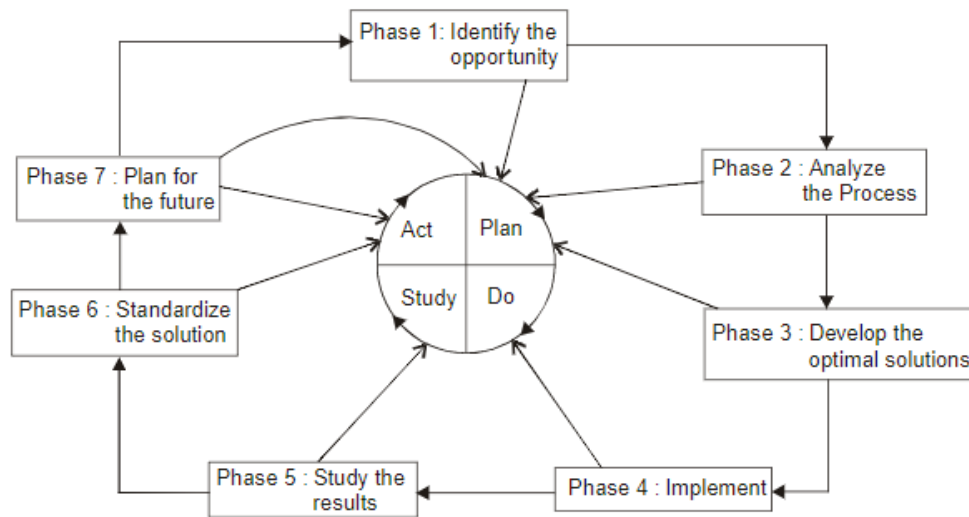 Phase 1: Identify the
opportunity
Phase 2 : Analyze
the Process
Phase 3 : Develop the
optimal solutions
Phase 4 : Implement
Phase 5 : Study the
results
Phase 6 : Standardize
the solution
Phase 7 : Plan for
the future
Act
Plan
Study
Do